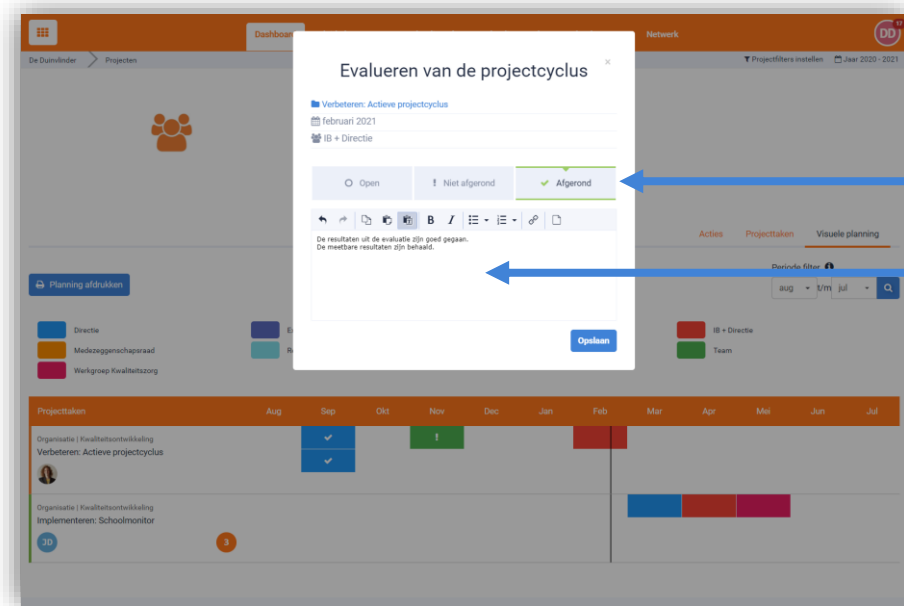 Dashboard
Netwerk
DD
17
De Duinvlinder
Projecten
Projectfilters instellen
Jaar 2020 - 2021
Evalueren van de projectcyclus
×
Verbeteren: Actieve projectcyclus
februari 2021
IB + Directie
Open
Niet afgerond
Afgerond
B I
De resultaten uit de evaluatie zijn goed gegaan.
De meetbare resultaten zijn behaald.
Opslaan
Acties
Projecttaken
Visuele planning
Periode filter
Planning afdrukken
aug
t/m
jul
Directie
IB + Directie
Medezeggenschapsraad
Team
Werkgroep Kwaliteitszorg
Projecttaken Aug Sep Okt Nov Dec Jan Feb Mar Apr Mei Jun Jul
Organisatie | Kwaliteitsontwikkeling
Verbeteren: Actieve projectcyclus
Organisatie | Kwaliteitsontwikkeling
Implementeren: Schoolmonitor
JD
3